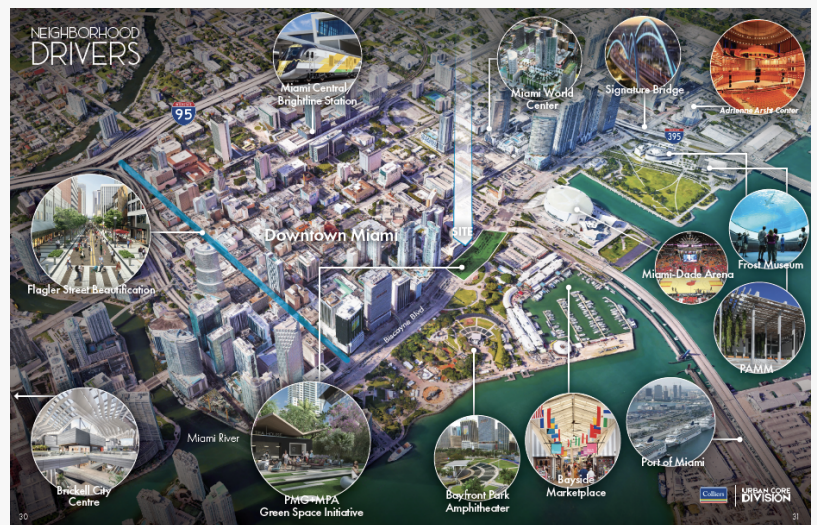 NEIGHBORHOOD
DRIVERS
Miami Central/
Brightline Station
Miami World
Center
Signature Bridge
Adrienne Arsht Center
INTERSTATE
95
395
Downtown Miami
SITE
Flagler Street Beautification
Miami-Dade Arena
Frost Museum
Biscayne Blvd
PAMM
Miami River
Brickell City
Centre
PMG+MPA
Green Space Initiative
Bayfront Park
Amphitheater
Bayside
Marketplace
Port of Miami
Colliers
URBAN CORE
DIVISION
30
31